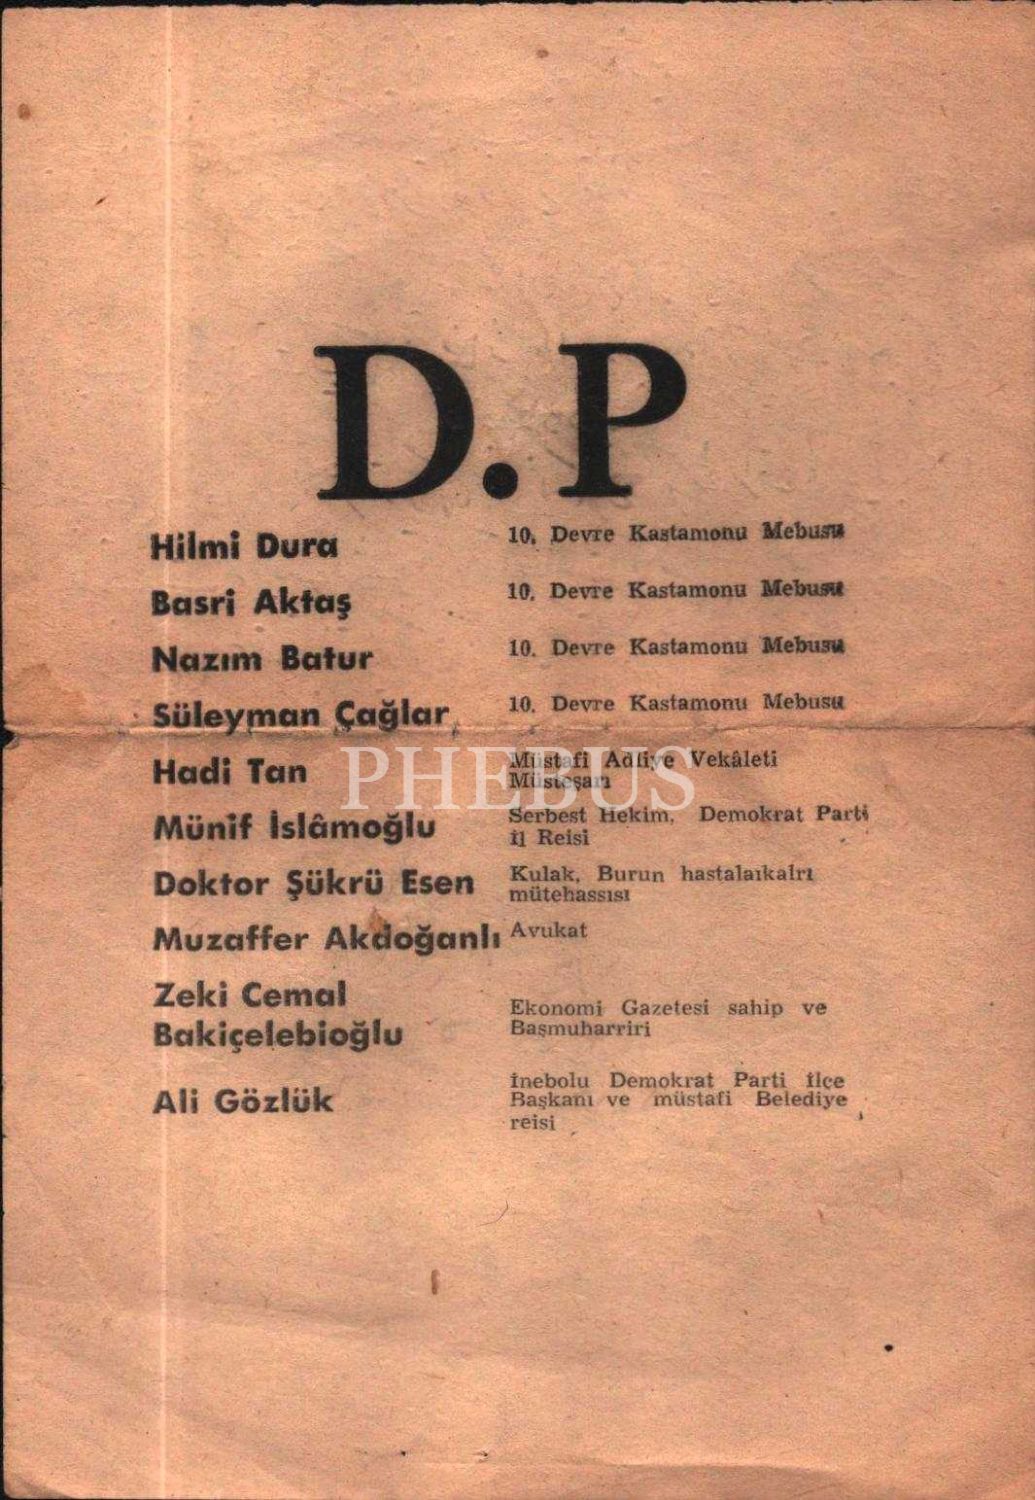 D.P
Hilmi Dura 10. Devre Kastamonu Mebusu
Basri Aktaş 10. Devre Kastamonu Mebusu
Nazım Batur 10. Devre Kastamonu Mebusu
Süleyman Çağlar 10. Devre Kastamonu Mebusu
Hadi Tan Müstafi Adliye Vekâleti
Müsteşarı
PHEBUS
Münif İslâmoğlu Serbest Hekim, Demokrat Parti
il Reisi
Doktor Şükrü Esen Kulak, Burun hastalaıkalrı
mütehassısı
Muzaffer Akdoğanlı Avukat
Zeki Cemal
Bakiçelebioğlu
Ekonomi Gazetesi sahip ve
Başmuharriri
Ali Gözlük
İnebolu Demokrat Parti ilçe
Başkanı ve müstafi Belediye
reisi